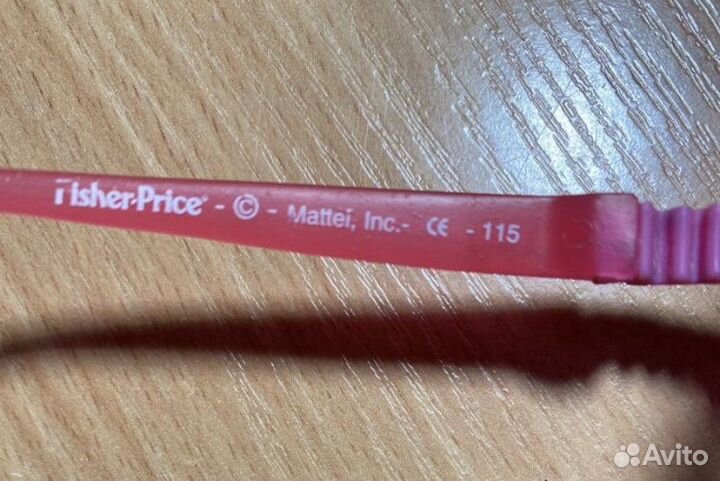 Fisher-Price® - © - Mattel, Inc.- CE - 115
Avito